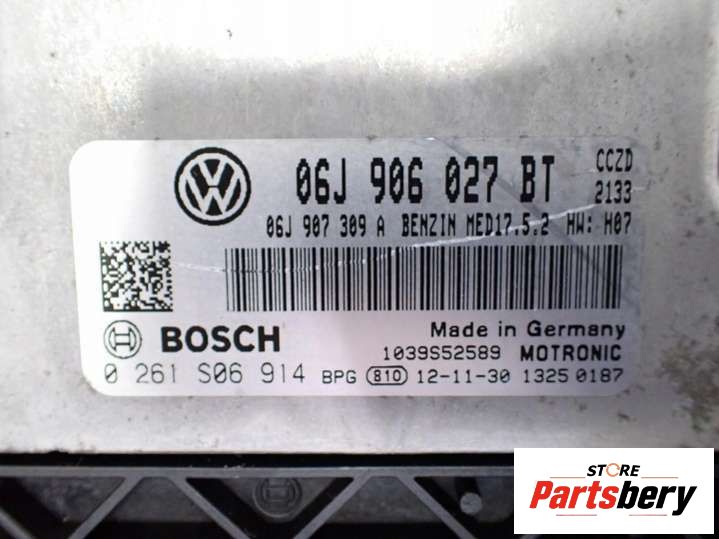 06J 906 027 BT CCZD
2133
06J 907 309 A BENZIN MED17.5.2 HW: H07
BOSCH
Made in Germany
1039S52589 MOTRONIC
0 261 S06 914 BPG 810 12-11-30 1325 0187
STORE
Partsbery